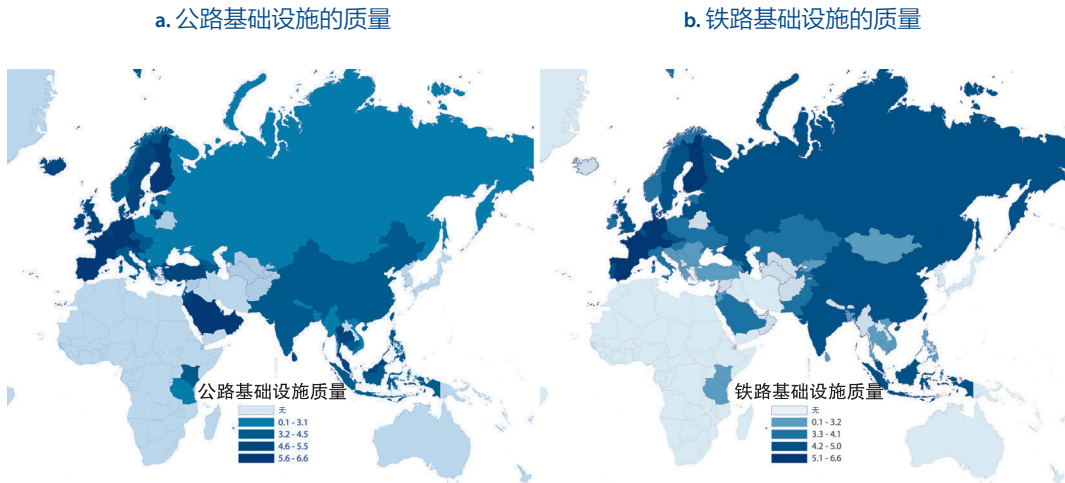 a. 公路基础设施的质量
b. 铁路基础设施的质量
公路基础设施质量
无
0.1 - 3.1
3.2 - 4.5
4.6 - 5.5
5.6 - 6.6
铁路基础设施质量
无
0.1 - 3.2
3.3 - 4.1
4.2 - 5.0
5.1 - 6.6